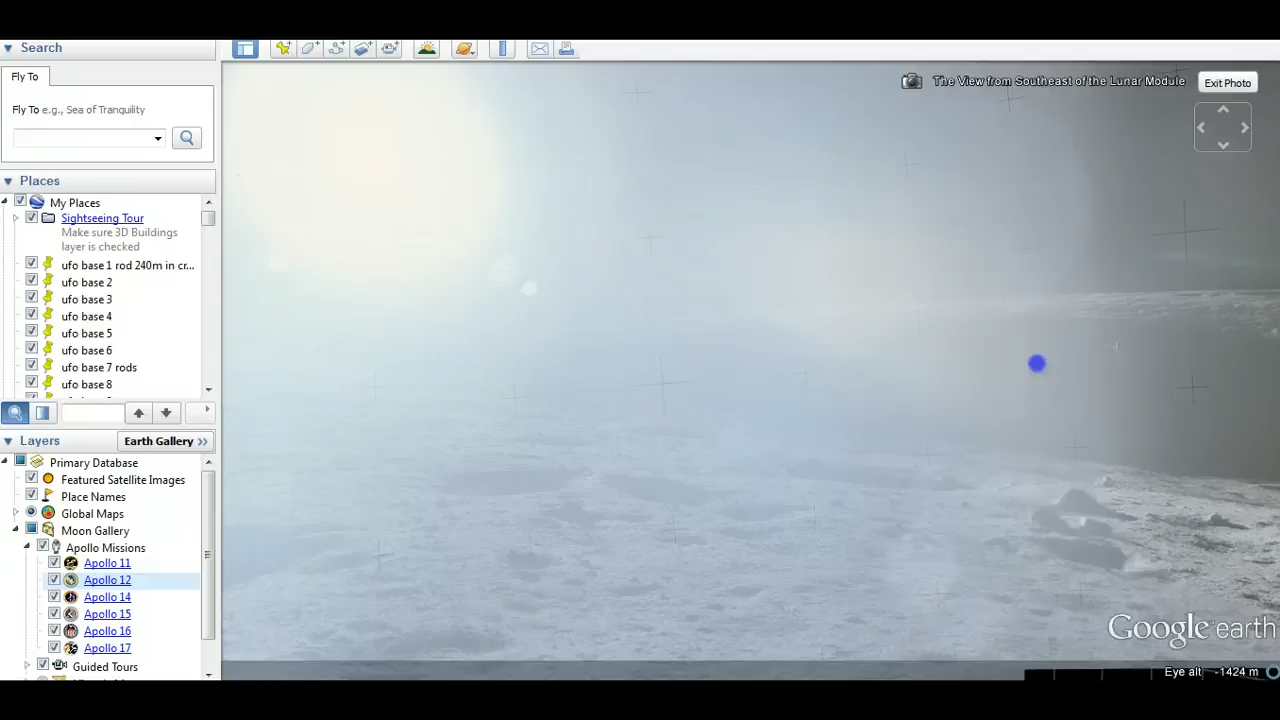 Search
Fly To
Fly To e.g., Sea of Tranquility
Places
My Places
Sightseeing Tour
Make sure 3D Buildings
layer is checked
ufo base 1 rod 240m in cr...
ufo base 2
ufo base 3
ufo base 4
ufo base 5
ufo base 6
ufo base 7 rods
ufo base 8
Layers
Earth Gallery >>
Primary Database
Featured Satellite Images
Place Names
Global Maps
Moon Gallery
Apollo Missions
Apollo 11
Apollo 12
Apollo 14
Apollo 15
Apollo 16
Apollo 17
Guided Tours
The View from Southeast of the Lunar Module
Exit Photo
Google earth
Eye alt -1424 m